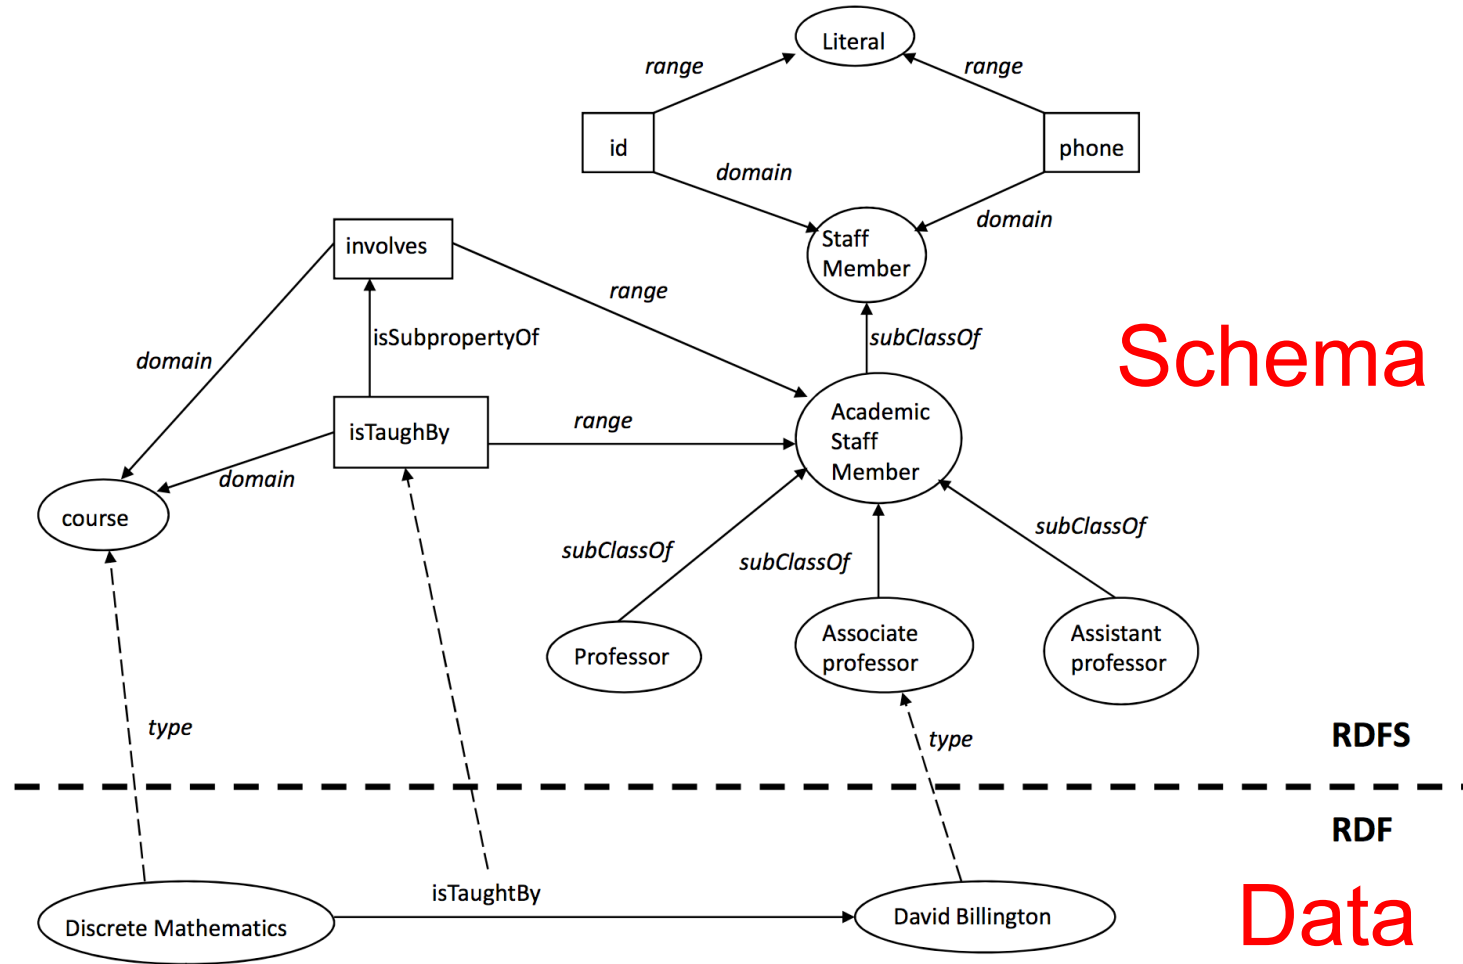 Literal
range
range
id
phone
domain
domain
Staff
Member
involves
range
isSubpropertyOf
subClassOf
Schema
domain
Academic
Staff
Member
isTaughBy
range
domain
course
subClassOf
subClassOf
subClassOf
Professor
Associate
professor
Assistant
professor
type
type
RDFS
RDF
isTaughtBy
Discrete Mathematics
David Billington
Data